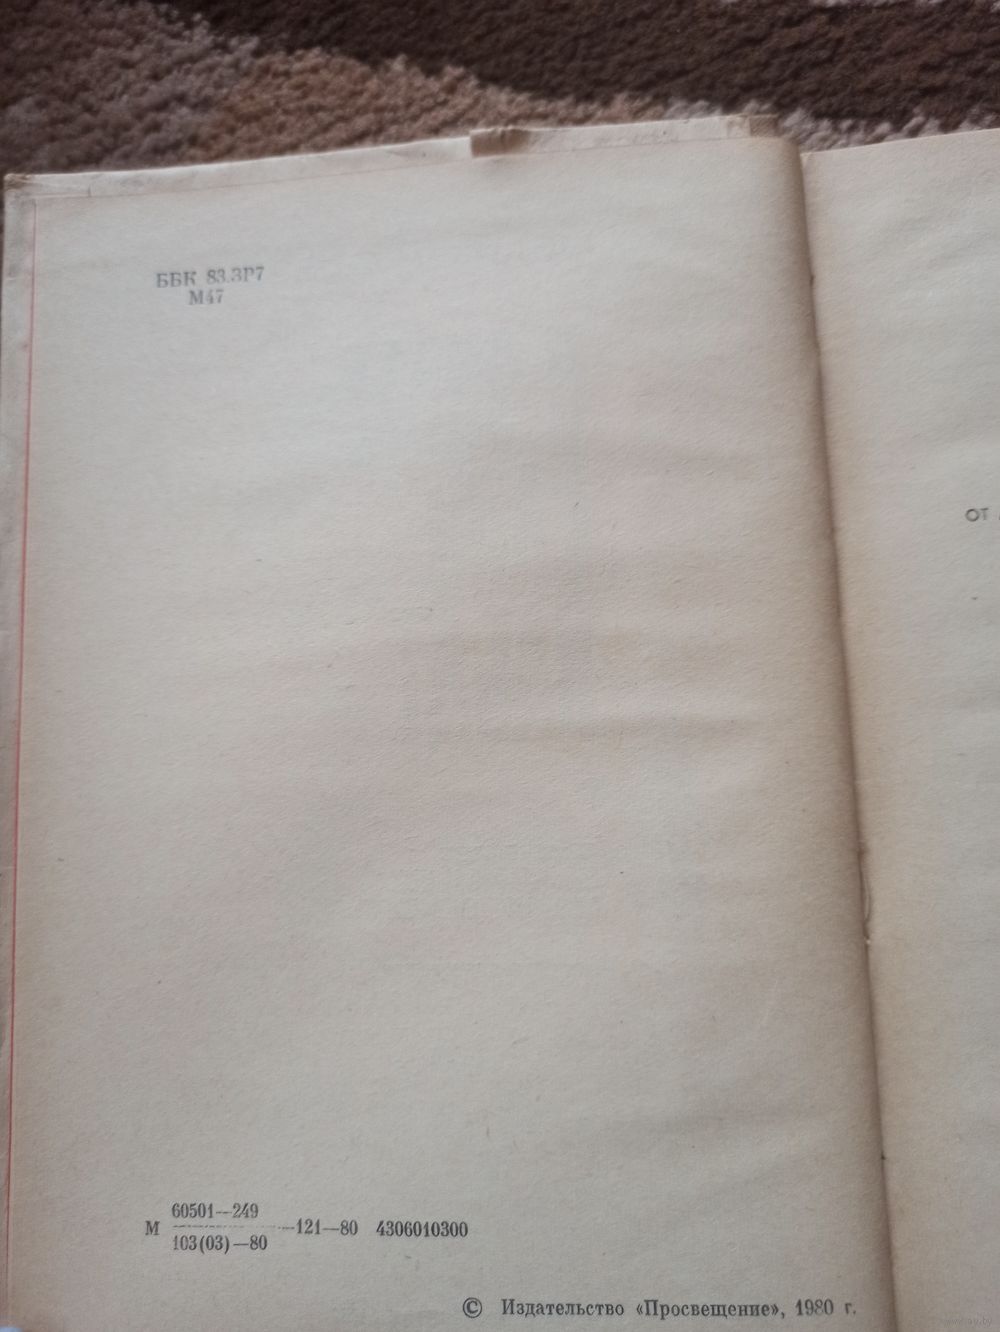 ББК 83.3Р7
М47
ОТ
60501—249
М —121—80 4306010300
103(03)—80
© Издательство «Просвещение», 1980 г.